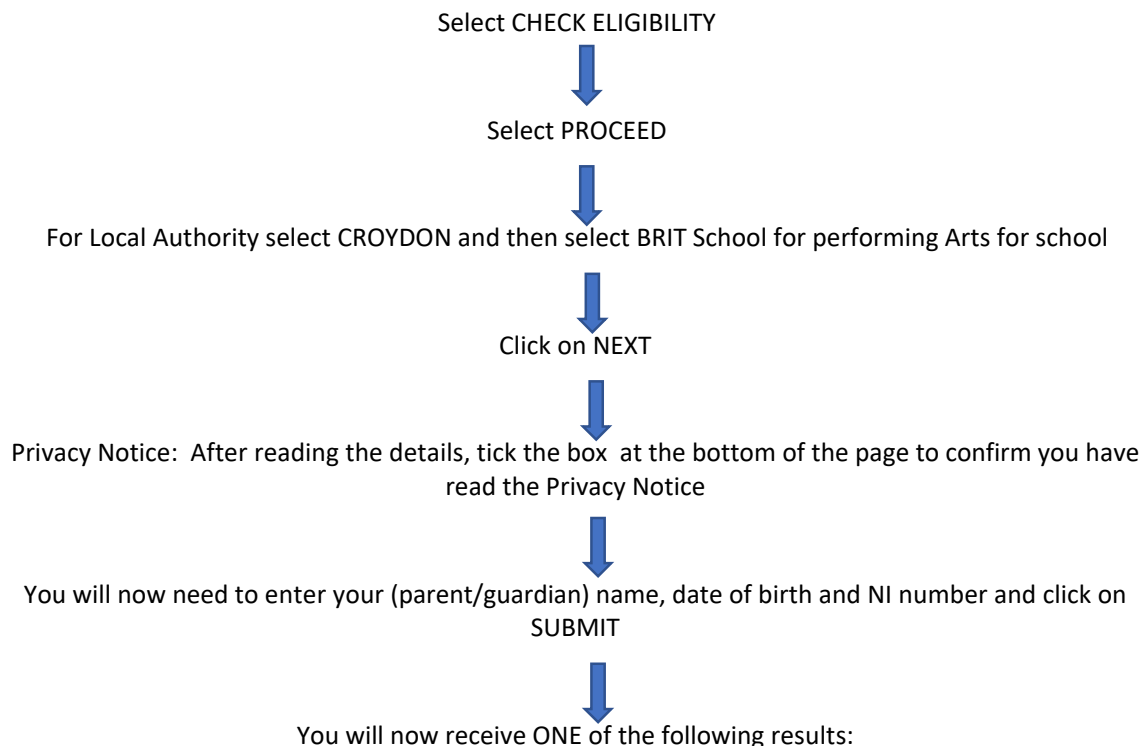 Select CHECK ELIGIBILITY
Select PROCEED
For Local Authority select CROYDON and then select BRIT School for performing Arts for school
Click on NEXT
Privacy Notice: After reading the details, tick the box at the bottom of the page to confirm you have
read the Privacy Notice
You will now need to enter your (parent/guardian) name, date of birth and NI number and click on
SUBMIT
You will now receive ONE of the following results: